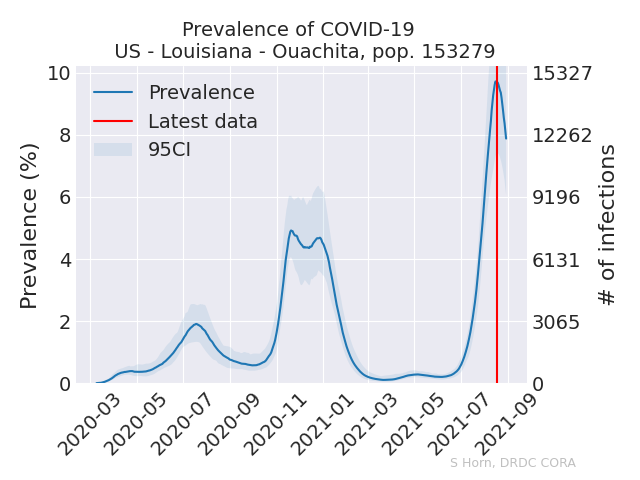 Prevalence of COVID-19
US - Louisiana - Ouachita, pop. 153279
10
8
6
4
2
0
Prevalence (%)
Prevalence
Latest data
95CI
15327
12262
9196
6131
3065
0
# of infections
2020-03
2020-05
2020-07
2020-09
2020-11
2021-01
2021-03
2021-05
2021-07
2021-09
S Horn, DRDC CORA